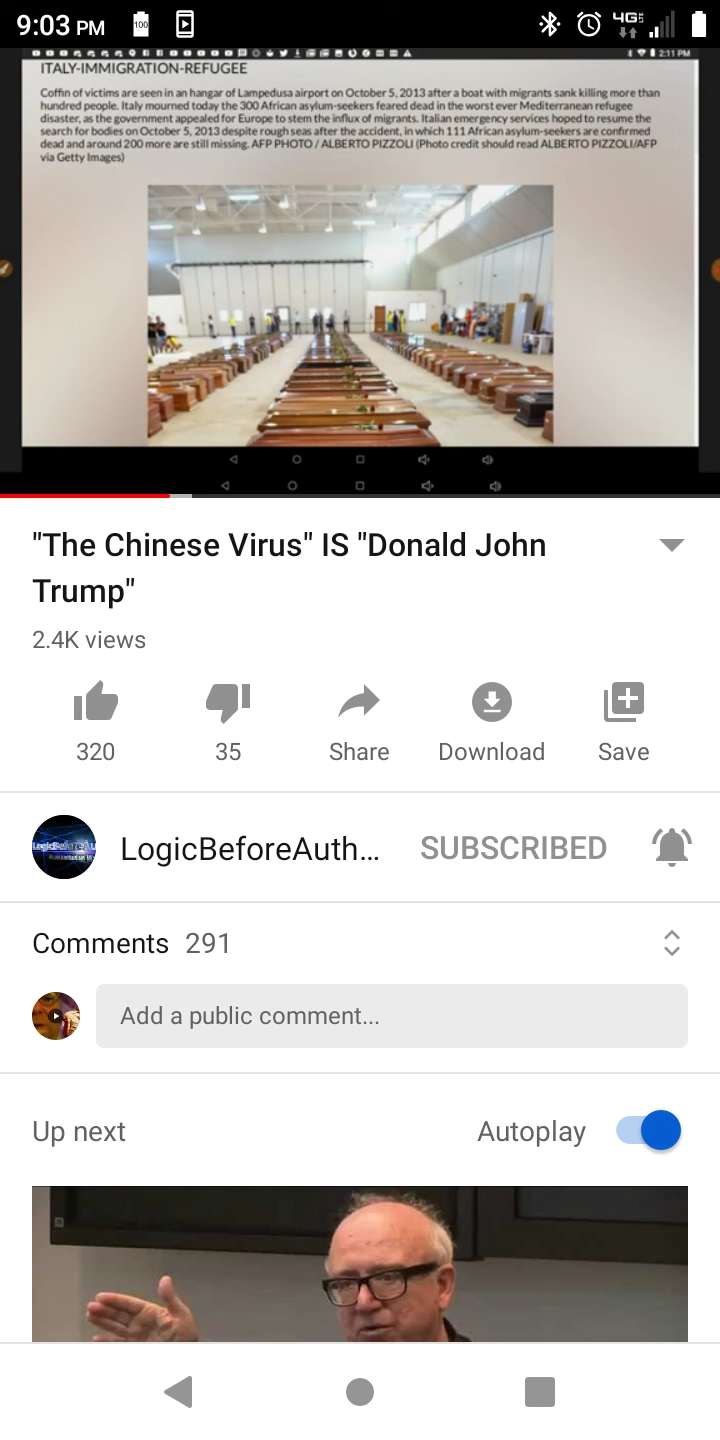 9:03 PM
100
4GE
2:11 PM
ITALY-IMMIGRATION-REFUGEE
Coffin of victims are seen in an hangar of Lampedusa airport on October 5, 2013 after a boat with migrants sank killing more than
hundred people. Italy mourned today the 300 African asylum-seekers feared dead in the worst ever Mediterranean refugee
disaster, as the government appealed for Europe to stem the influx of migrants. Italian emergency services hoped to resume the
search for bodies on October 5, 2013 despite rough seas after the accident, in which 111 African asylum-seekers are confirmed
dead and around 200 more are still missing. AFP PHOTO / ALBERTO PIZZOLI (Photo credit should read ALBERTO PIZZOLI/AFP
via Getty Images)
"The Chinese Virus" IS "Donald John
Trump"
2.4K views
320 35 Share Download Save
LogicBeforeAuth... SUBSCRIBED
Comments 291
Add a public comment...
Up next Autoplay